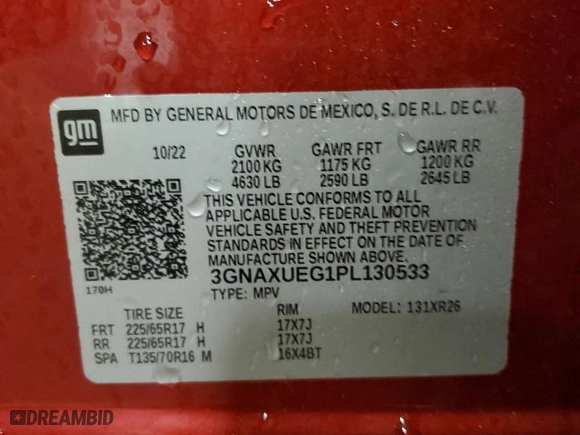 gm
MFD BY GENERAL MOTORS DE MEXICO, S. DE R.L. DE C.V.
10/22 GVWR GAWR FRT GAWR RR
2100 KG 1175 KG 1200 KG
4630 LB 2590 LB 2645 LB
THIS VEHICLE CONFORMS TO ALL
APPLICABLE U.S. FEDERAL MOTOR
VEHICLE SAFETY AND THEFT PREVENTION
STANDARDS IN EFFECT ON THE DATE OF
MANUFACTURE SHOWN ABOVE.
3GNAXUEG1PL130533
170H TYPE: MPV MODEL: 131XR26
TIRE SIZE RIM
FRT 225/65R17 H 17X7J
RR 225/65R17 H 17X7J
SPA T135/70R16 M 16X4BT
DREAMBID